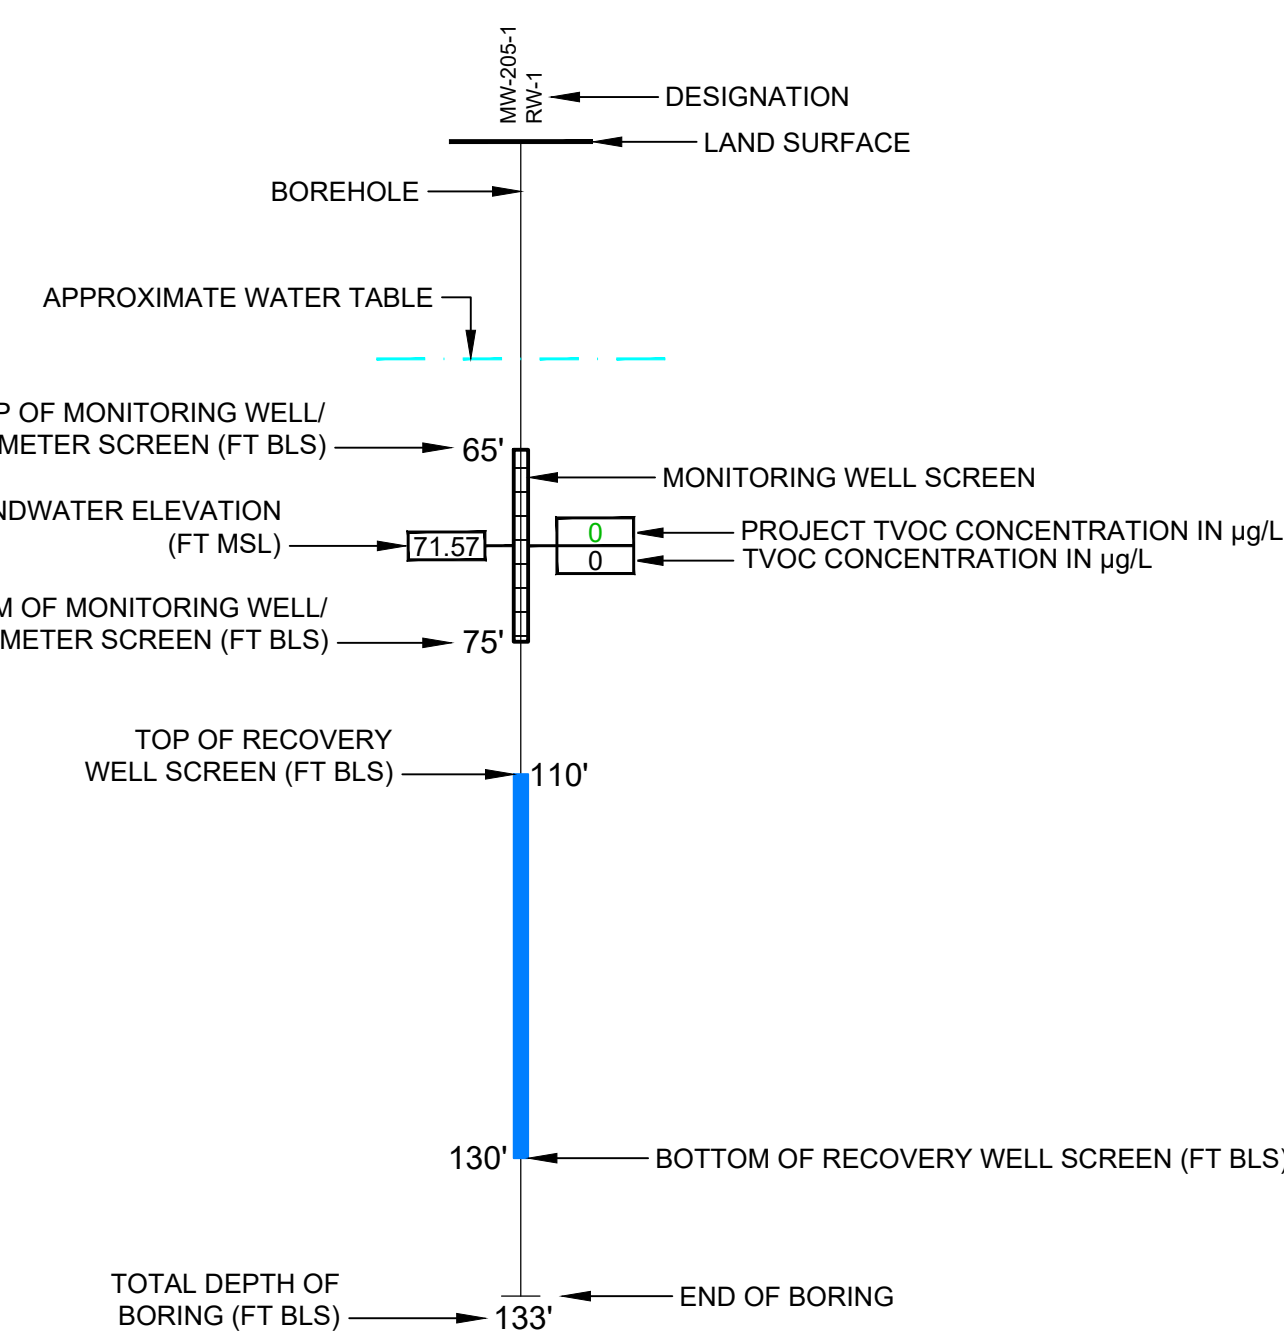 MW-205-1
RW-1
DESIGNATION
LAND SURFACE
BOREHOLE
APPROXIMATE WATER TABLE
OF MONITORING WELL/
SCREEN (FT BLS)
65'
MONITORING WELL SCREEN
ELEVATION
(FT MSL)
71.57
0
PROJECT TVOC CONCENTRATION IN µg/L
0
TVOC CONCENTRATION IN µg/L
OF MONITORING WELL/
SCREEN (FT BLS)
75'
TOP OF RECOVERY
WELL SCREEN (FT BLS)
110'
130'
BOTTOM OF RECOVERY WELL SCREEN (FT BLS)
TOTAL DEPTH OF
BORING (FT BLS)
133'
END OF BORING